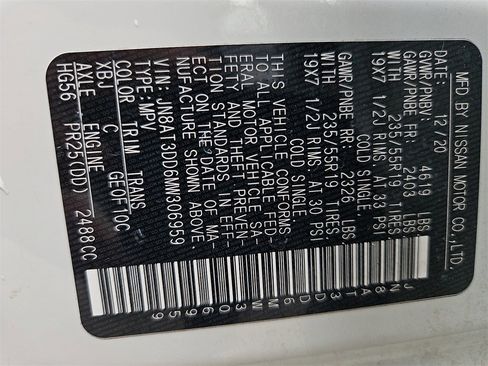 MFD BY NISSAN MOTOR CO.,LTD.
12/20
GVWR/PNBV: 4619 LBS
GAWR/PNBE FR: 2403 LBS
235/55R19 TIRES
19X7 1/2J RIMS AT 33 PSI
COLD SINGLE.
GAWR/PNBE RR: 2326 LBS
235/55R19 TIRES
19X7 1/2J RIMS AT 30 PSI
COLD SINGLE.
THIS VEHICLE CONFORMS
TO ALL APPLICABLE FED-
ERAL MOTOR VEHICLE SA-
FETY AND THEFT PREVEN-
TION STANDARDS IN EFF-
ECT ON THE DATE OF MA-
NUFACTURE SHOWN ABOVE.
VIN: JN8AT3DD6MW306959
TYPE:MPV
COLOR TRIM TRANS
XBJ C GE0F10C
AXLE ENGINE
HG56 PR25(DD) 2488CC
JN8AT3DD6MW306959